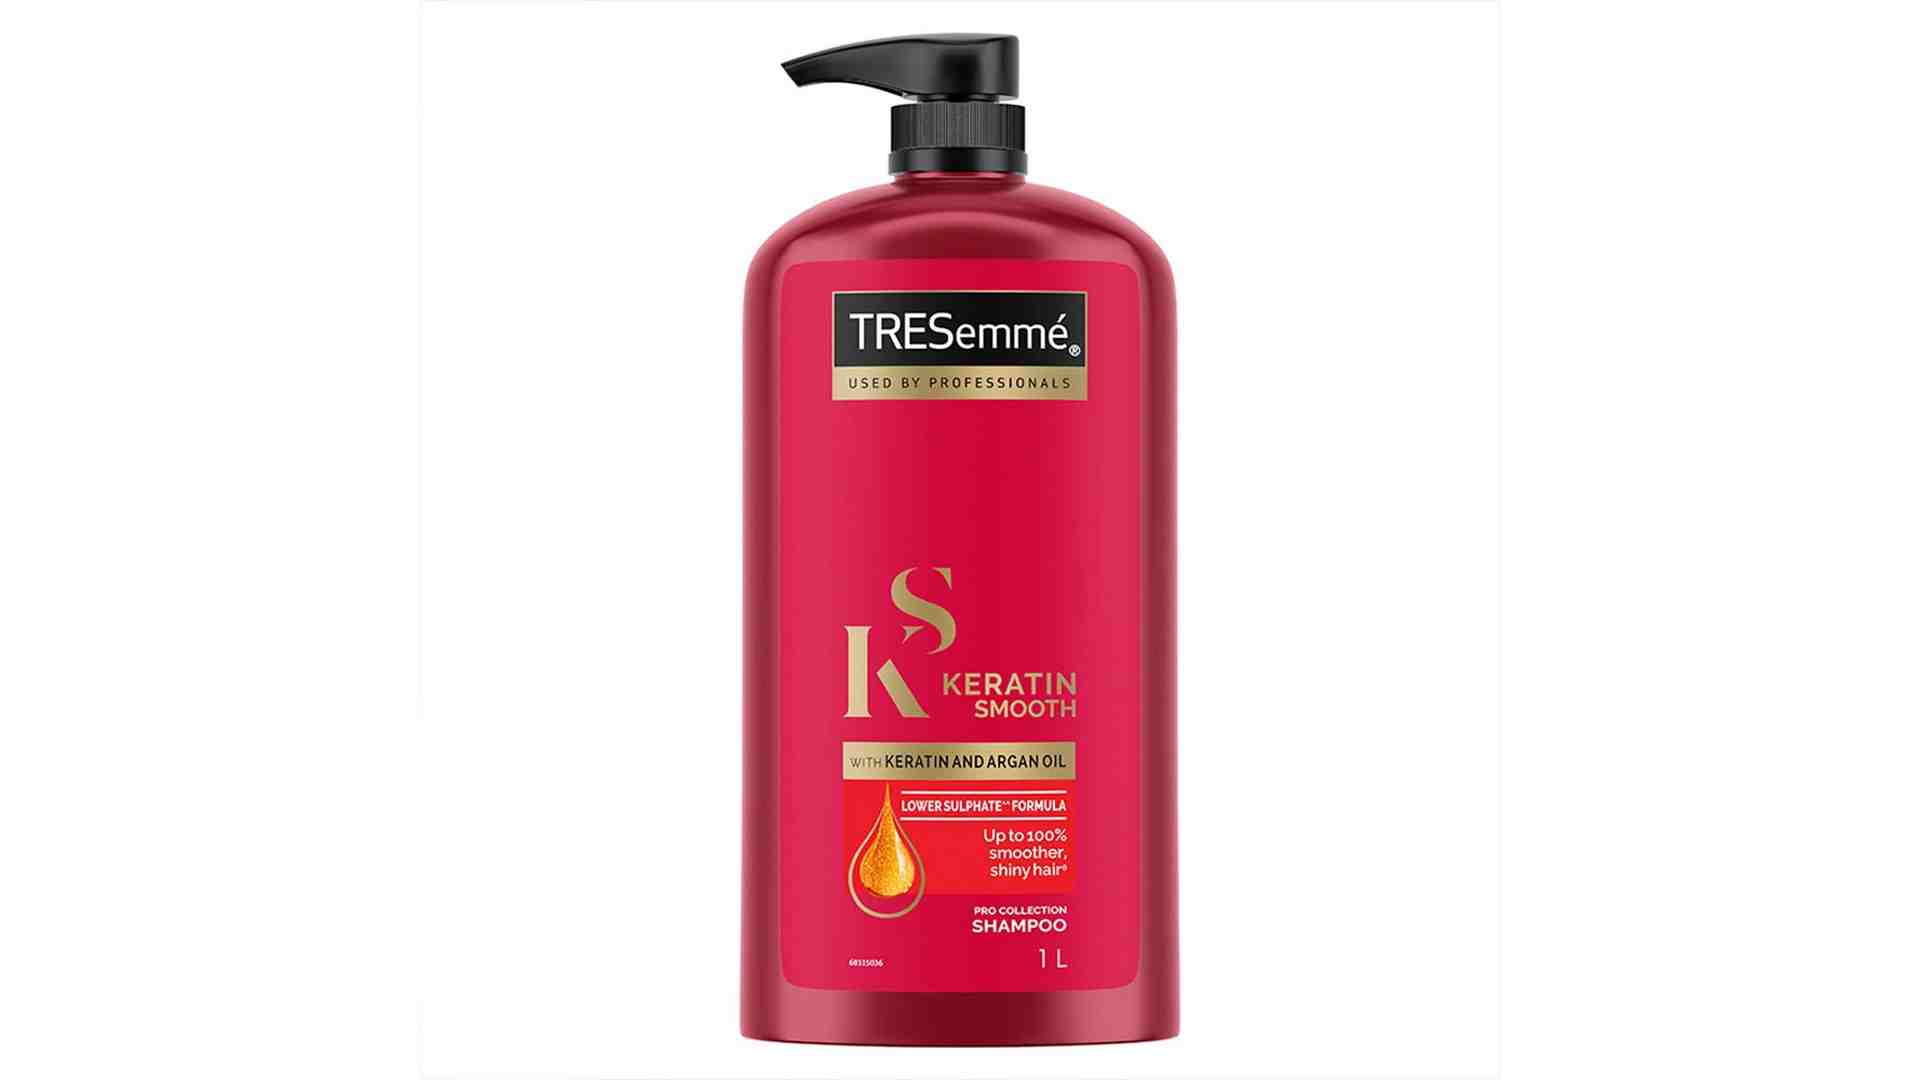 TRESemmé®
USED BY PROFESSIONALS
KS
KERATIN
SMOOTH
WITH KERATIN AND ARGAN OIL
LOWER SULPHATE^^ FORMULA
Up to 100%
smoother,
shiny hair◊
PRO COLLECTION
SHAMPOO
1 L
68315036